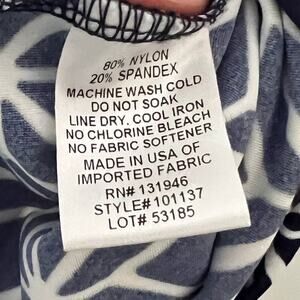 80% NYLON
20% SPANDEX
MACHINE WASH COLD
DO NOT SOAK
LINE DRY. COOL IRON
NO CHLORINE BLEACH
NO FABRIC SOFTENER
MADE IN USA OF
IMPORTED FABRIC
RN# 131946
STYLE#101137
LOT# 53185